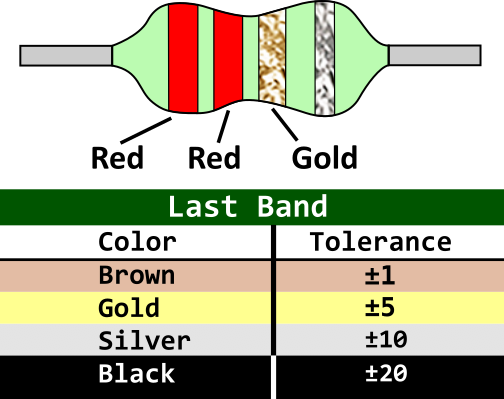 Red Red Gold
Last Band
Color Tolerance
Brown ±1
Gold ±5
Silver ±10
Black ±20